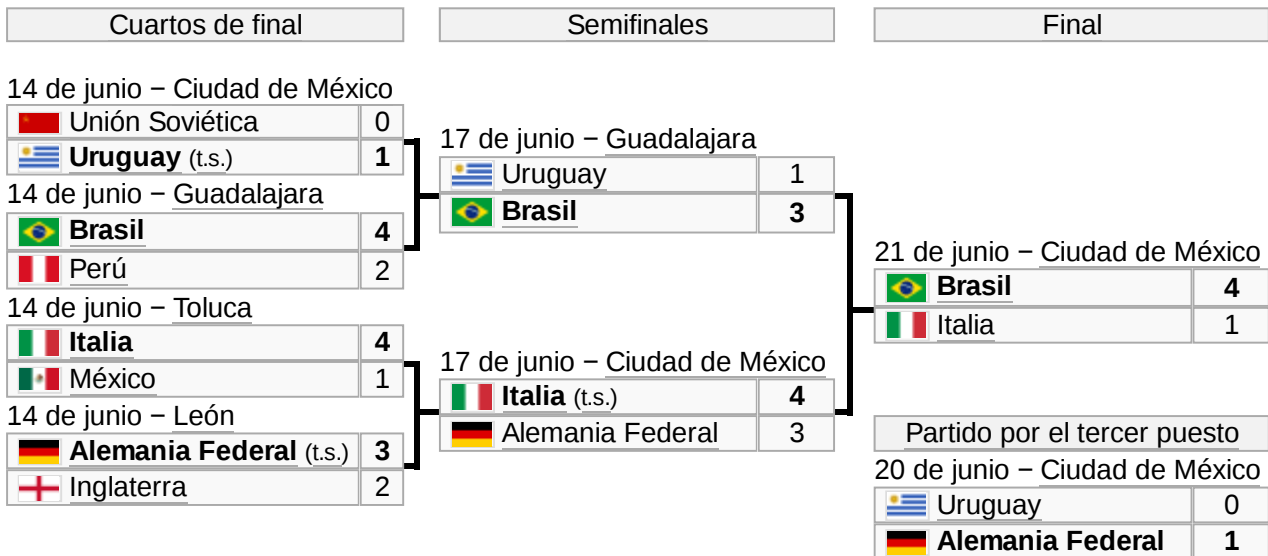 Cuartos de final
Semifinales
Final
14 de junio − Ciudad de México
Unión Soviética 0
Uruguay (t.s.) 1
14 de junio − Guadalajara
Brasil 4
Perú 2
14 de junio − Toluca
Italia 4
México 1
14 de junio − León
Alemania Federal (t.s.) 3
Inglaterra 2
17 de junio − Guadalajara
Uruguay 1
Brasil 3
17 de junio − Ciudad de México
Italia (t.s.) 4
Alemania Federal 3
21 de junio − Ciudad de México
Brasil 4
Italia 1
Partido por el tercer puesto
20 de junio − Ciudad de México
Uruguay 0
Alemania Federal 1